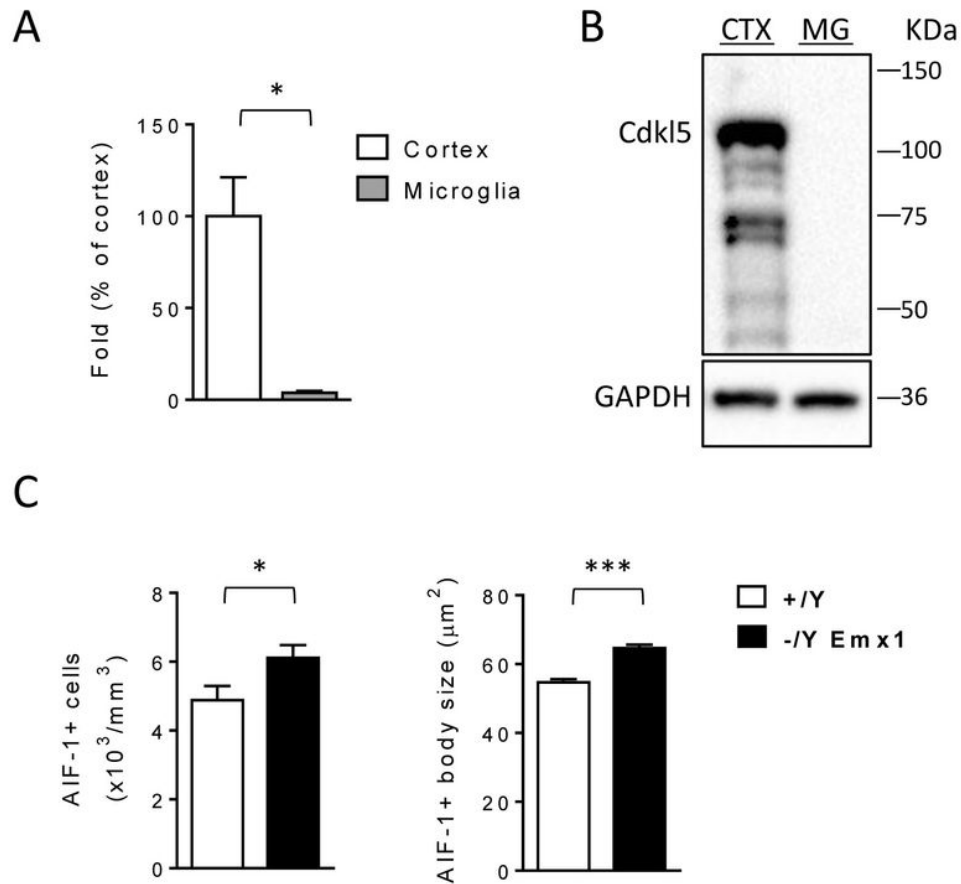 A
*
150
100
50
0
Fold (% of cortex)
Cortex
Microglia
B
CTX MG KDa
Cdkl5
150
100
75
50
GAPDH
36
C
*
8
6
4
2
0
AIF-1+ cells
(x10³/mm³)
***
80
60
40
20
0
AIF-1+ body size (μm²)
+/Y
-/Y Emx1